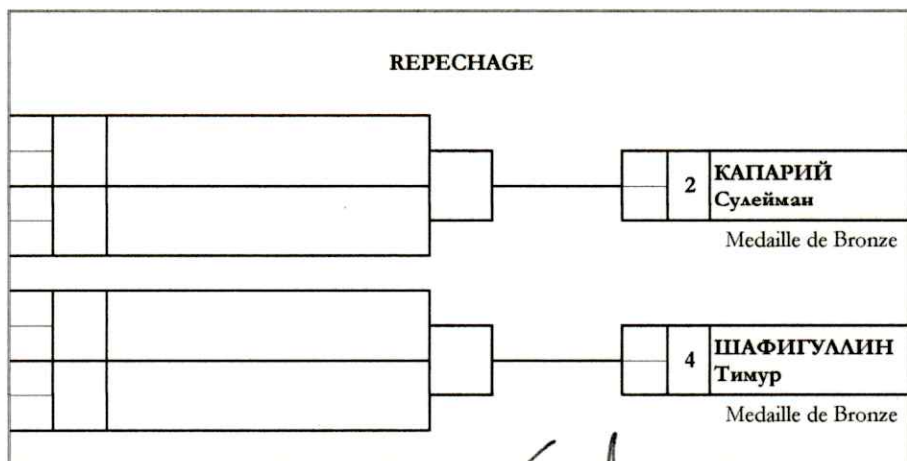 REPECHAGE
2
КАПАРИЙ
Сулейман
Medaille de Bronze
4
ШАФИГУЛЛИН
Тимур
Medaille de Bronze